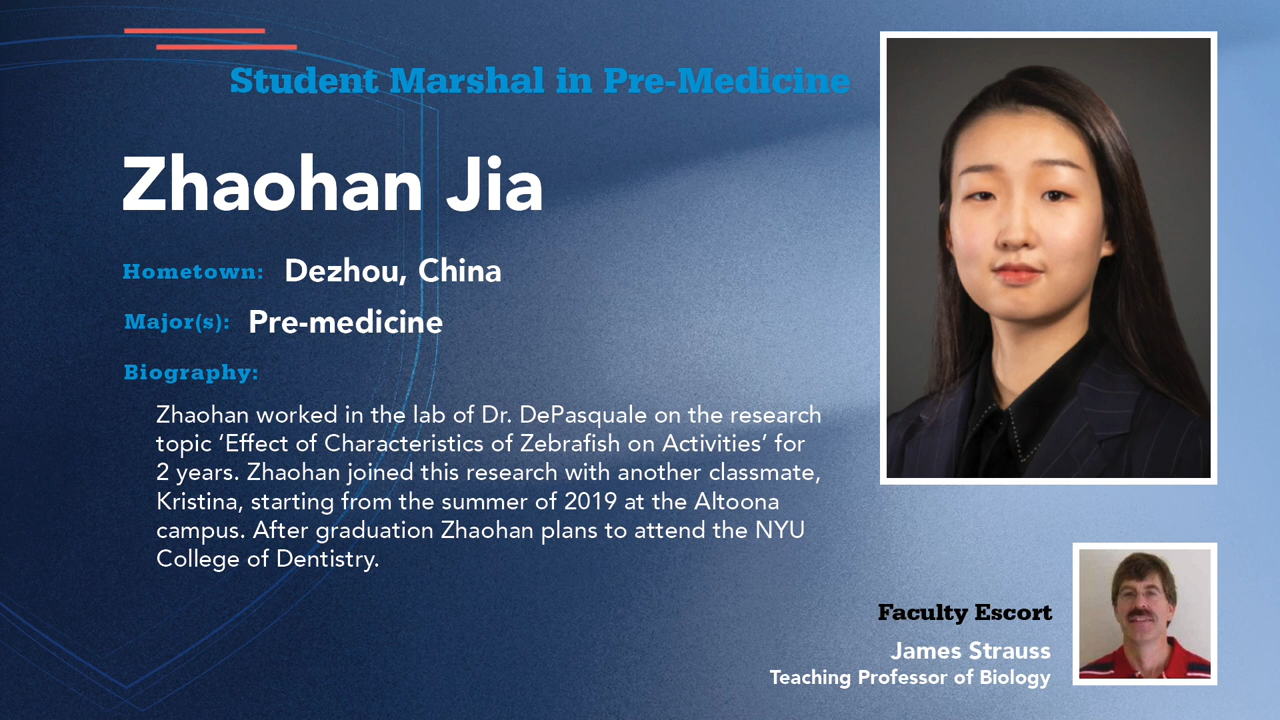 Student Marshal in Pre-Medicine
Zhaohan Jia
Hometown: Dezhou, China
Major(s): Pre-medicine
Biography:
Zhaohan worked in the lab of Dr. DePasquale on the research
topic ‘Effect of Characteristics of Zebrafish on Activities’ for
2 years. Zhaohan joined this research with another classmate,
Kristina, starting from the summer of 2019 at the Altoona
campus. After graduation Zhaohan plans to attend the NYU
College of Dentistry.
Faculty Escort
James Strauss
Teaching Professor of Biology